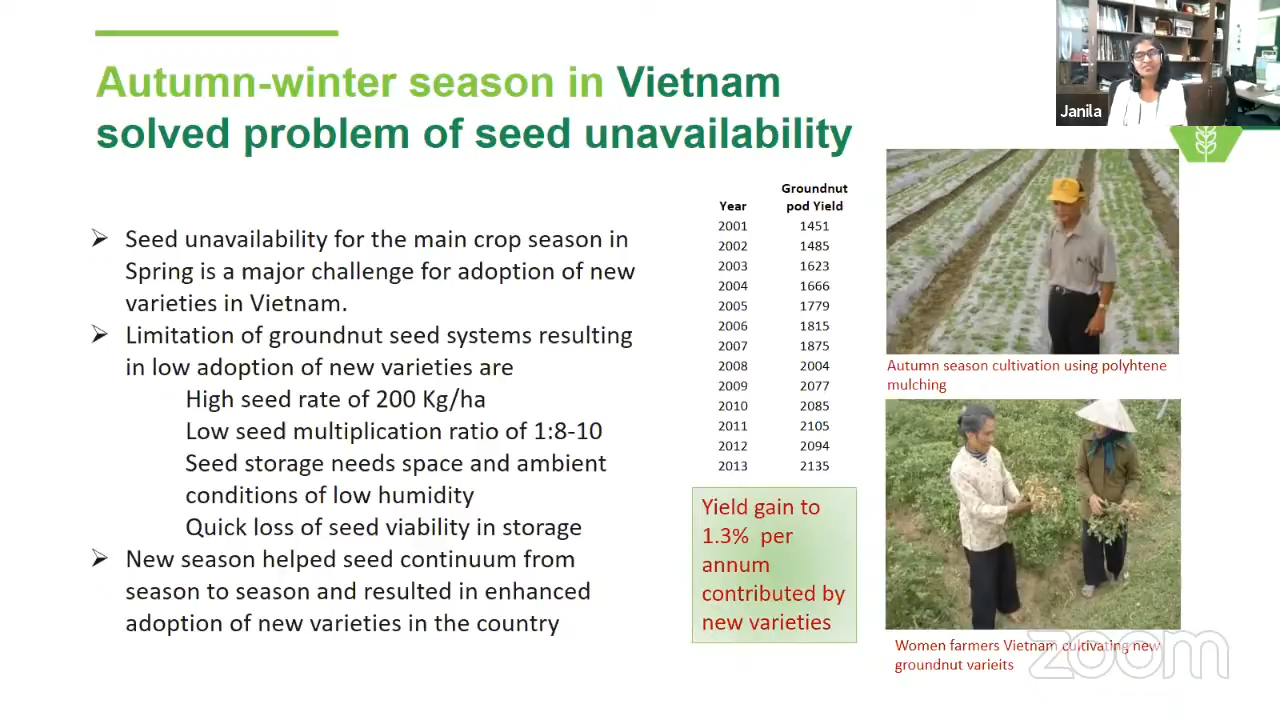 Autumn-winter season in Vietnam
solved problem of seed unavailability
Janila
➢ Seed unavailability for the main crop season in
Spring is a major challenge for adoption of new
varieties in Vietnam.
➢ Limitation of groundnut seed systems resulting
in low adoption of new varieties are
High seed rate of 200 Kg/ha
Low seed multiplication ratio of 1:8-10
Seed storage needs space and ambient
conditions of low humidity
Quick loss of seed viability in storage
➢ New season helped seed continuum from
season to season and resulted in enhanced
adoption of new varieties in the country
Groundnut
Year pod Yield
2001 1451
2002 1485
2003 1623
2004 1666
2005 1779
2006 1815
2007 1875
2008 2004
2009 2077
2010 2085
2011 2105
2012 2094
2013 2135
Yield gain to
1.3% per
annum
contributed by
new varieties
Autumn season cultivation using polyhtene
mulching
Women farmers Vietnam cultivating new
groundnut varieits
zoom